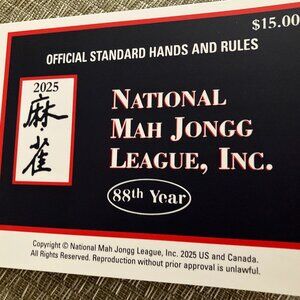 $15.00
OFFICIAL STANDARD HANDS AND RULES
2025
麻
雀
NATIONAL
MAH JONGG
LEAGUE, INC.
88th Year
Copyright © National Mah Jongg League, Inc. 2025 US and Canada.
All Rights Reserved. Reproduction without prior approval is unlawful.